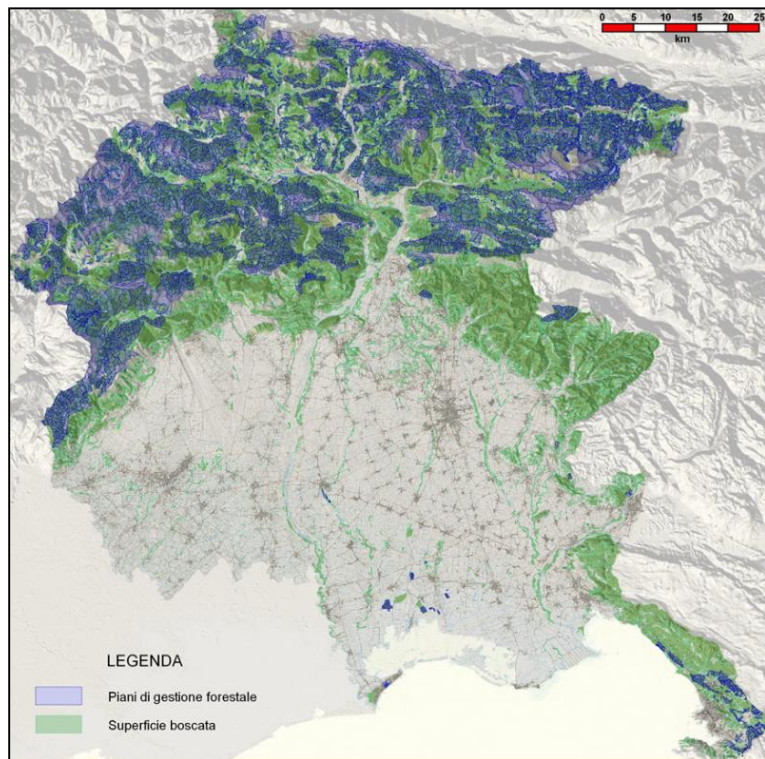 0 5 10 15 20 25
km
LEGENDA
Piani di gestione forestale
Superficie boscata